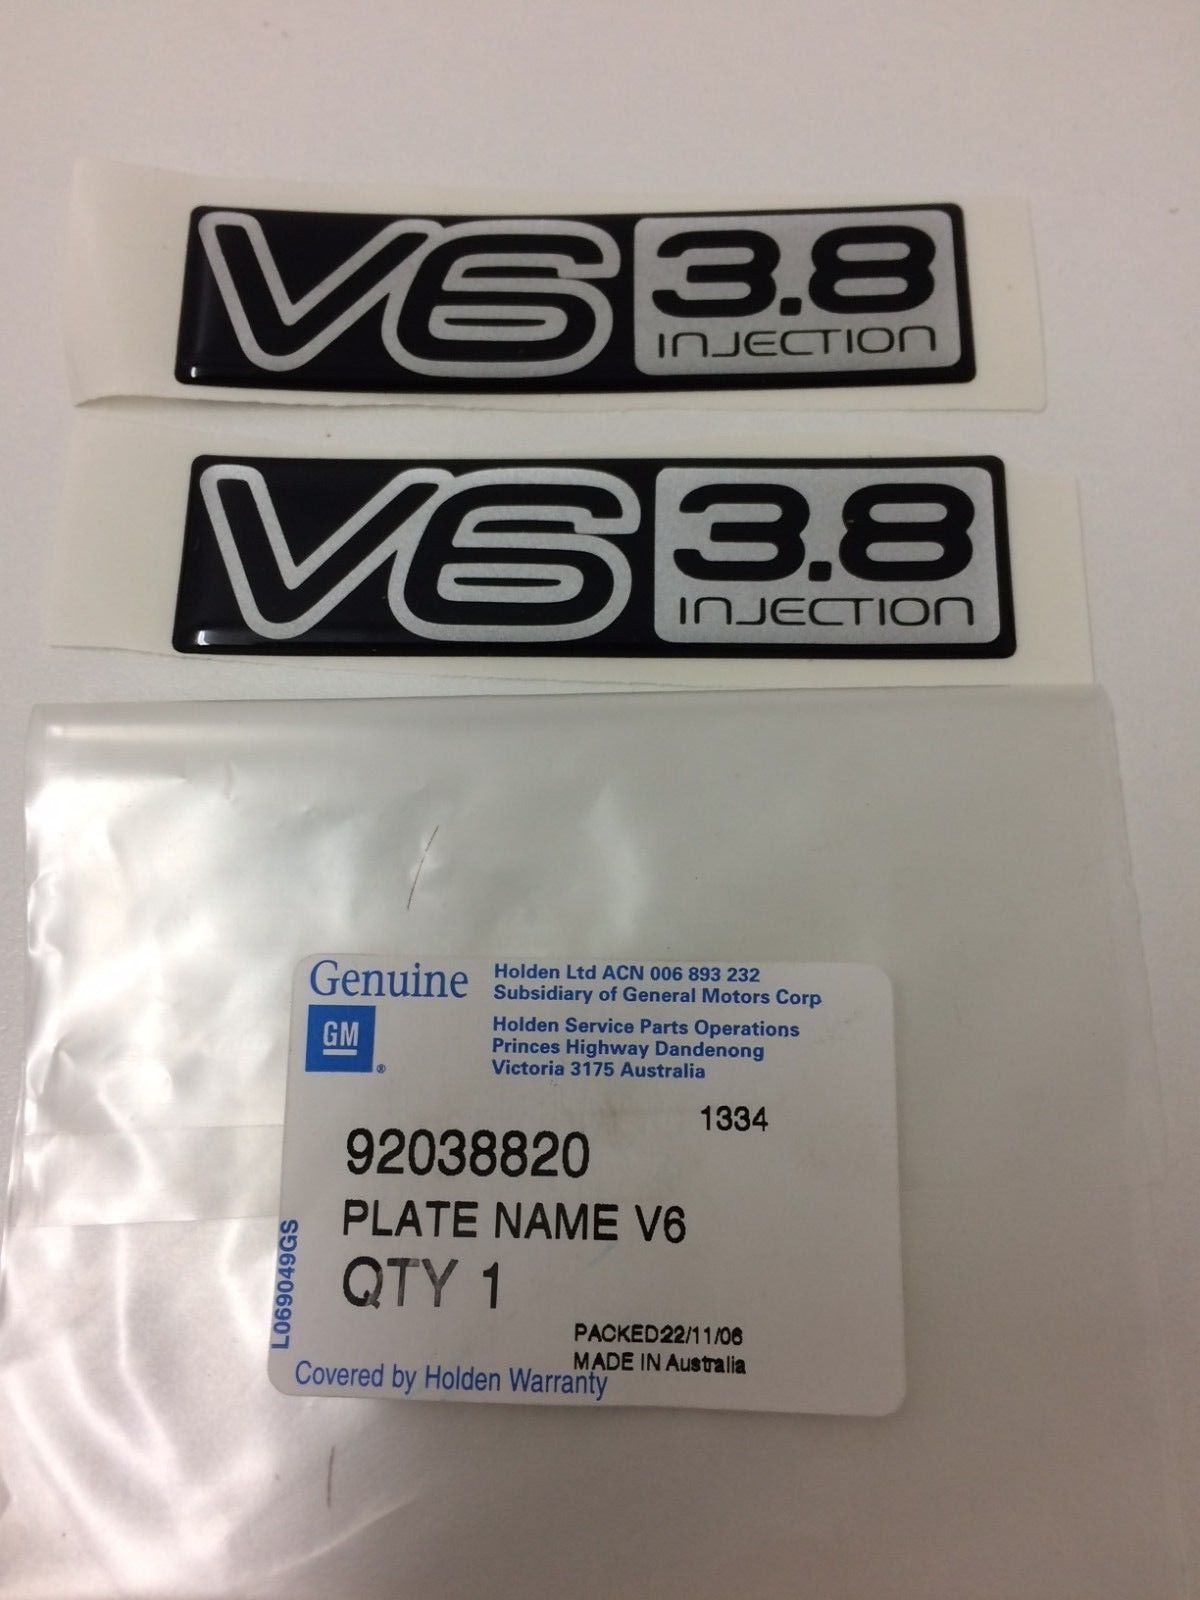 V6 3.8
INJECTION
V6 3.8
INJECTION
Genuine
GM
®
Holden Ltd ACN 006 893 232
Subsidiary of General Motors Corp
Holden Service Parts Operations
Princes Highway Dandenong
Victoria 3175 Australia
1334
92038820
PLATE NAME V6
QTY 1
L069049GS
PACKED22/11/06
MADE IN Australia
Covered by Holden Warranty